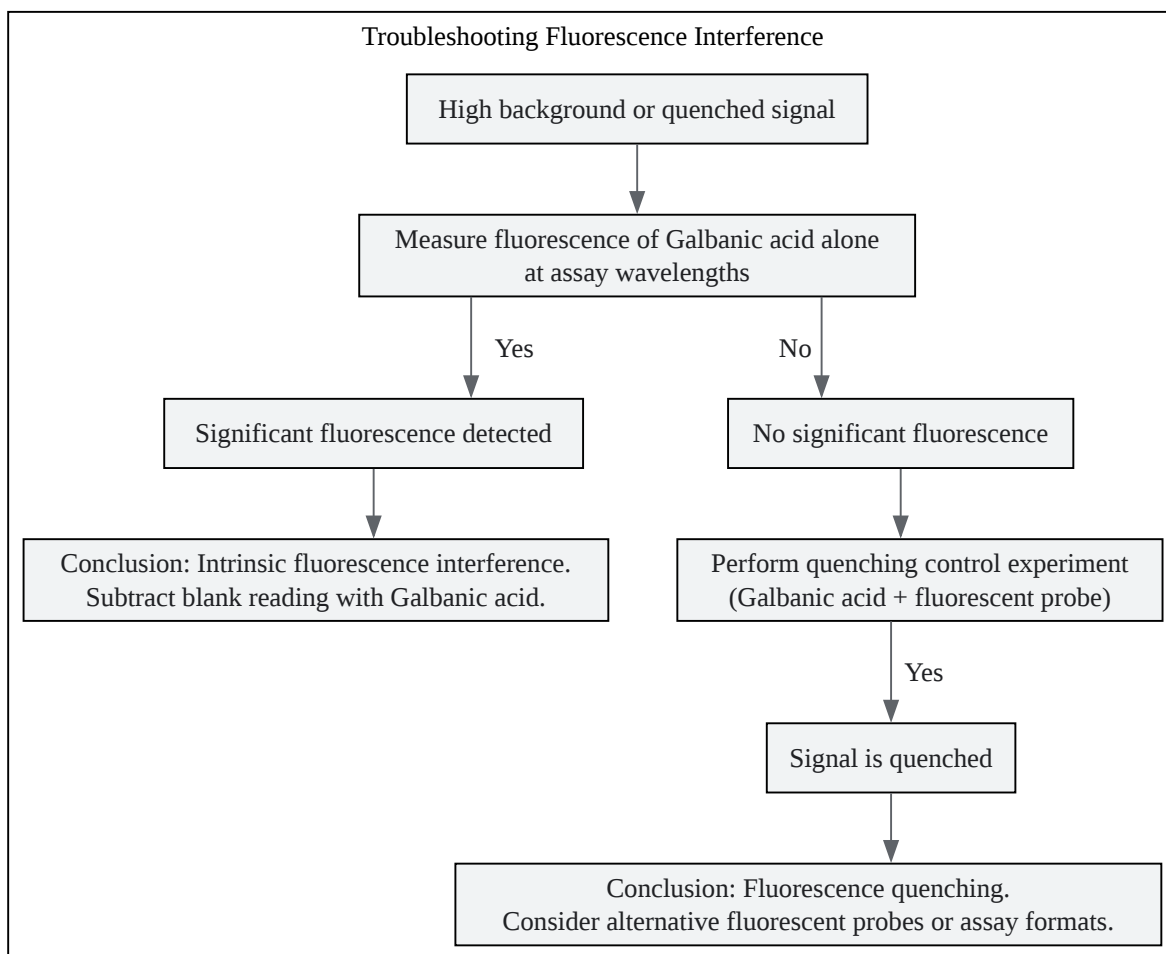 Troubleshooting Fluorescence Interference
High background or quenched signal
Measure fluorescence of Galbanic acid alone
at assay wavelengths
Yes
No
Significant fluorescence detected
No significant fluorescence
Conclusion: Intrinsic fluorescence interference.
Subtract blank reading with Galbanic acid.
Perform quenching control experiment
(Galbanic acid + fluorescent probe)
Yes
Signal is quenched
Conclusion: Fluorescence quenching.
Consider alternative fluorescent probes or assay formats.